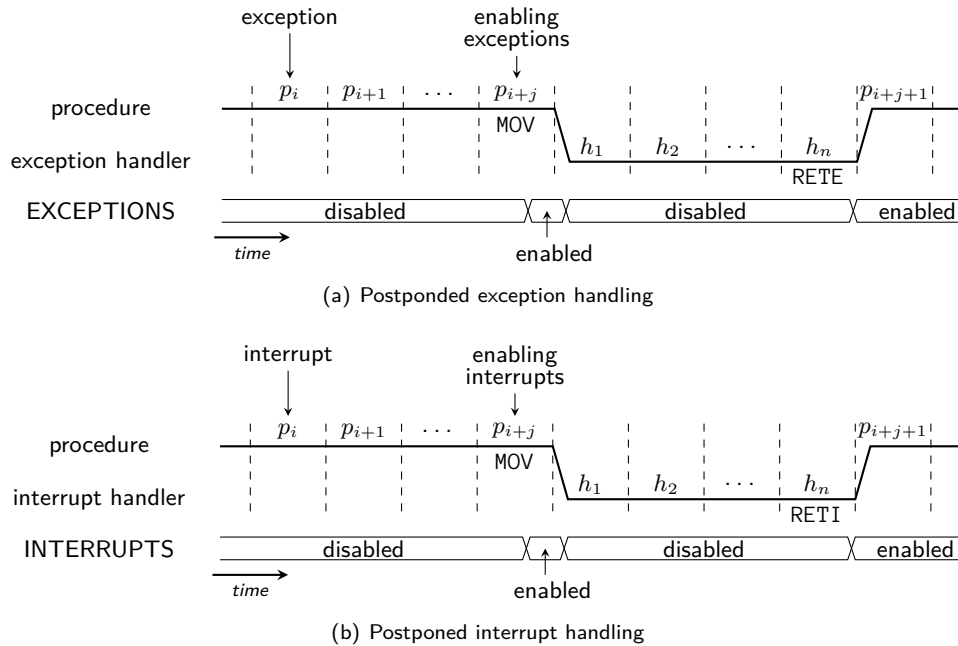 exception
enabling
exceptions
p_i p_{i+1} ··· p_{i+j} p_{i+j+1}
procedure
MOV
h_1 h_2 ··· h_n
exception handler
RETE
EXCEPTIONS disabled disabled enabled
time
enabled
(a) Postponded exception handling
interrupt
enabling
interrupts
p_i p_{i+1} ··· p_{i+j} p_{i+j+1}
procedure
MOV
h_1 h_2 ··· h_n
interrupt handler
RETI
INTERRUPTS disabled disabled enabled
time
enabled
(b) Postponed interrupt handling